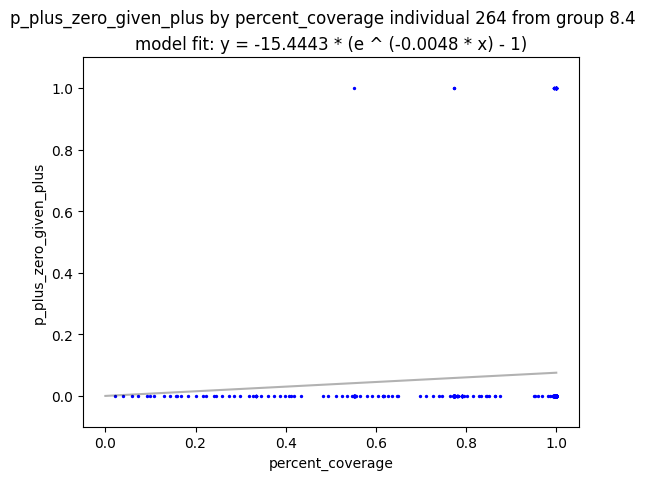 p_plus_zero_given_plus by percent_coverage individual 264 from group 8.4
model fit: y = -15.4443 * (e ^ (-0.0048 * x) - 1)
1.0
0.8
0.6
0.4
0.2
0.0
p_plus_zero_given_plus
0.0 0.2 0.4 0.6 0.8 1.0
percent_coverage